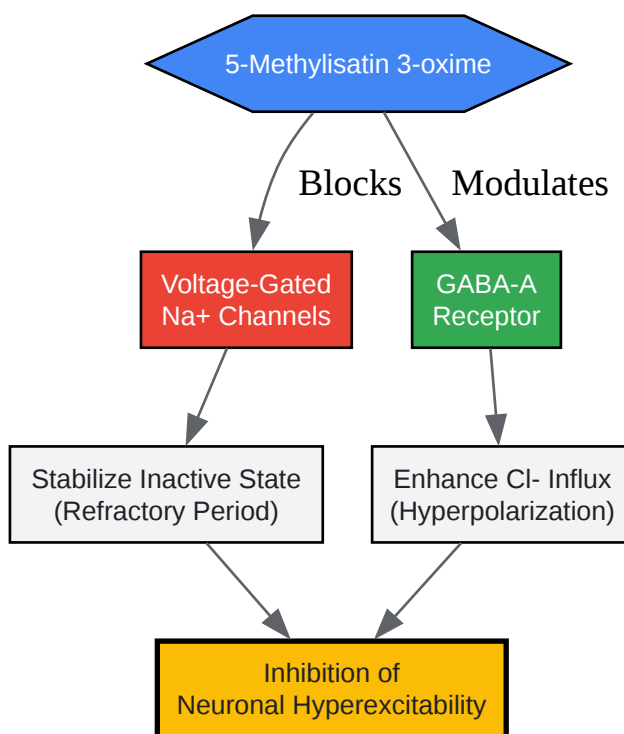 5-Methylisatin 3-oxime
Blocks
Modulates
Voltage-Gated
Na+ Channels
GABA-A
Receptor
Stabilize Inactive State
(Refractory Period)
Enhance Cl- Influx
(Hyperpolarization)
Inhibition of
Neuronal Hyperexcitability